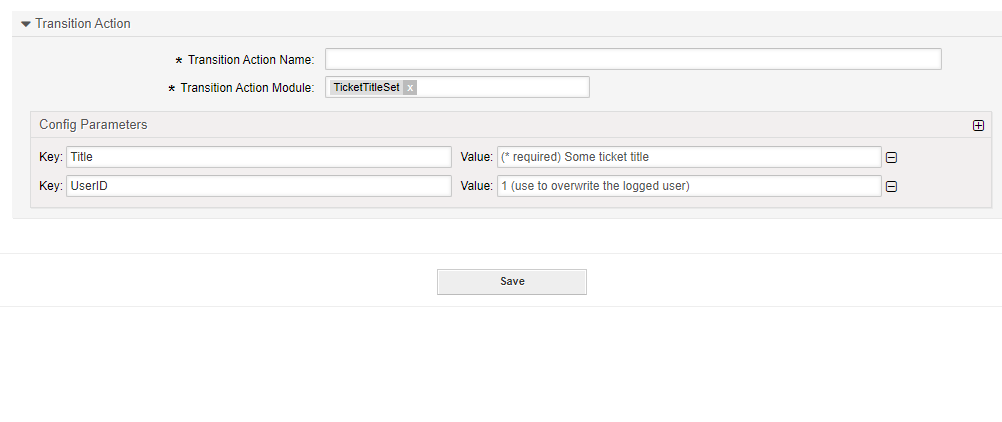 Transition Action
* Transition Action Name:
* Transition Action Module: TicketTitleSet x
Config Parameters
Key: Title Value: (* required) Some ticket title
Key: UserID Value: 1 (use to overwrite the logged user)
Save